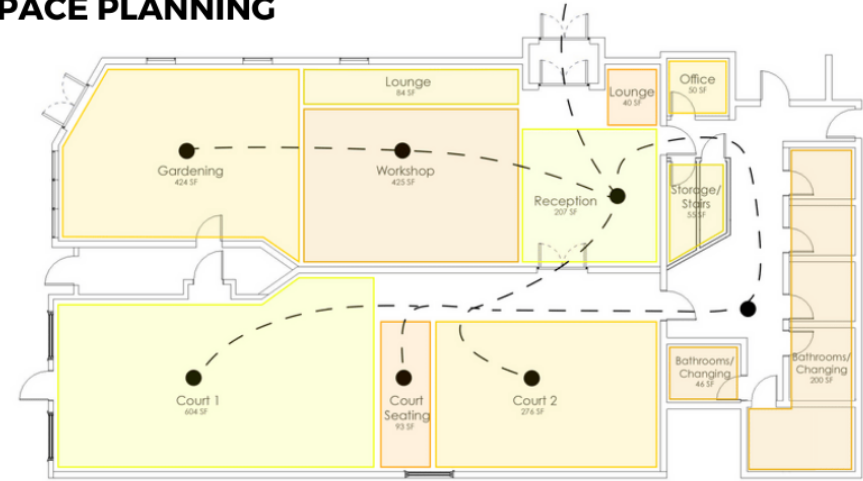 PACE PLANNING
Lounge
84 SF
Lounge
40 SF
Office
50 SF
Gardening
424 SF
Workshop
425 SF
Reception
207 SF
Storage/
Stairs
55 SF
Court 1
604 SF
Court
Seating
93 SF
Court 2
276 SF
Bathrooms/
Changing
46 SF
Bathrooms/
Changing
200 SF